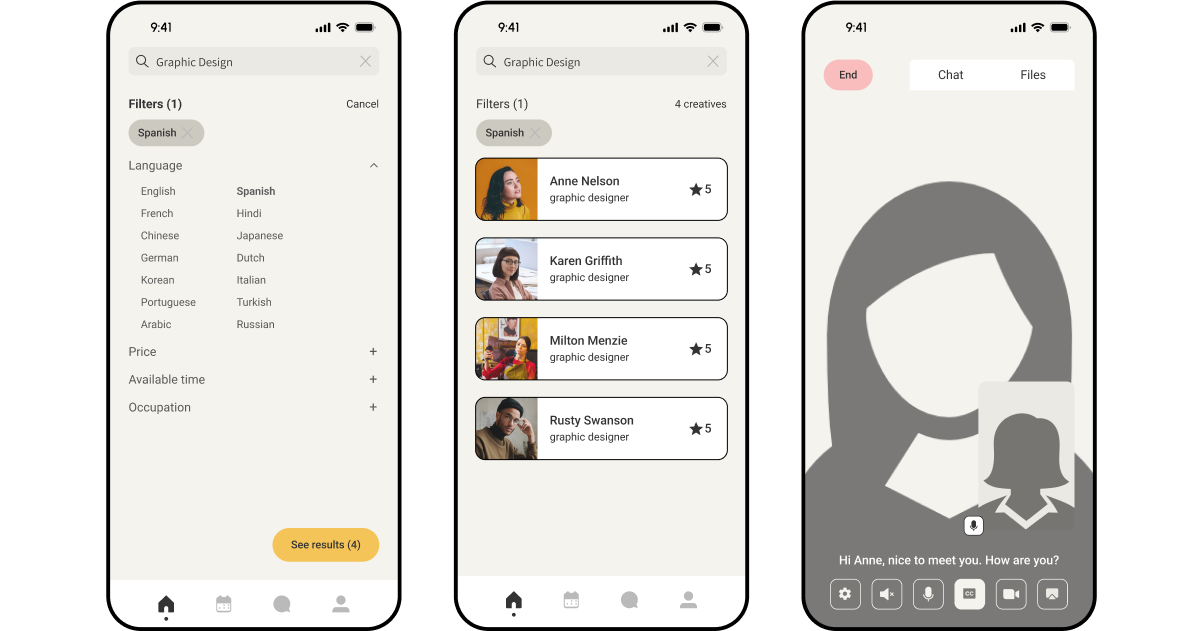 9:41
Graphic Design
Filters (1) Cancel
Spanish
Language
English Spanish
French Hindi
Chinese Japanese
German Dutch
Korean Italian
Portuguese Turkish
Arabic Russian
Price
Available time
Occupation
See results (4)
9:41
Graphic Design
Filters (1) 4 creatives
Spanish
Anne Nelson
graphic designer
5
Karen Griffith
graphic designer
5
Milton Menzie
graphic designer
5
Rusty Swanson
graphic designer
5
9:41
End Chat Files
Hi Anne, nice to meet you. How are you?
CC